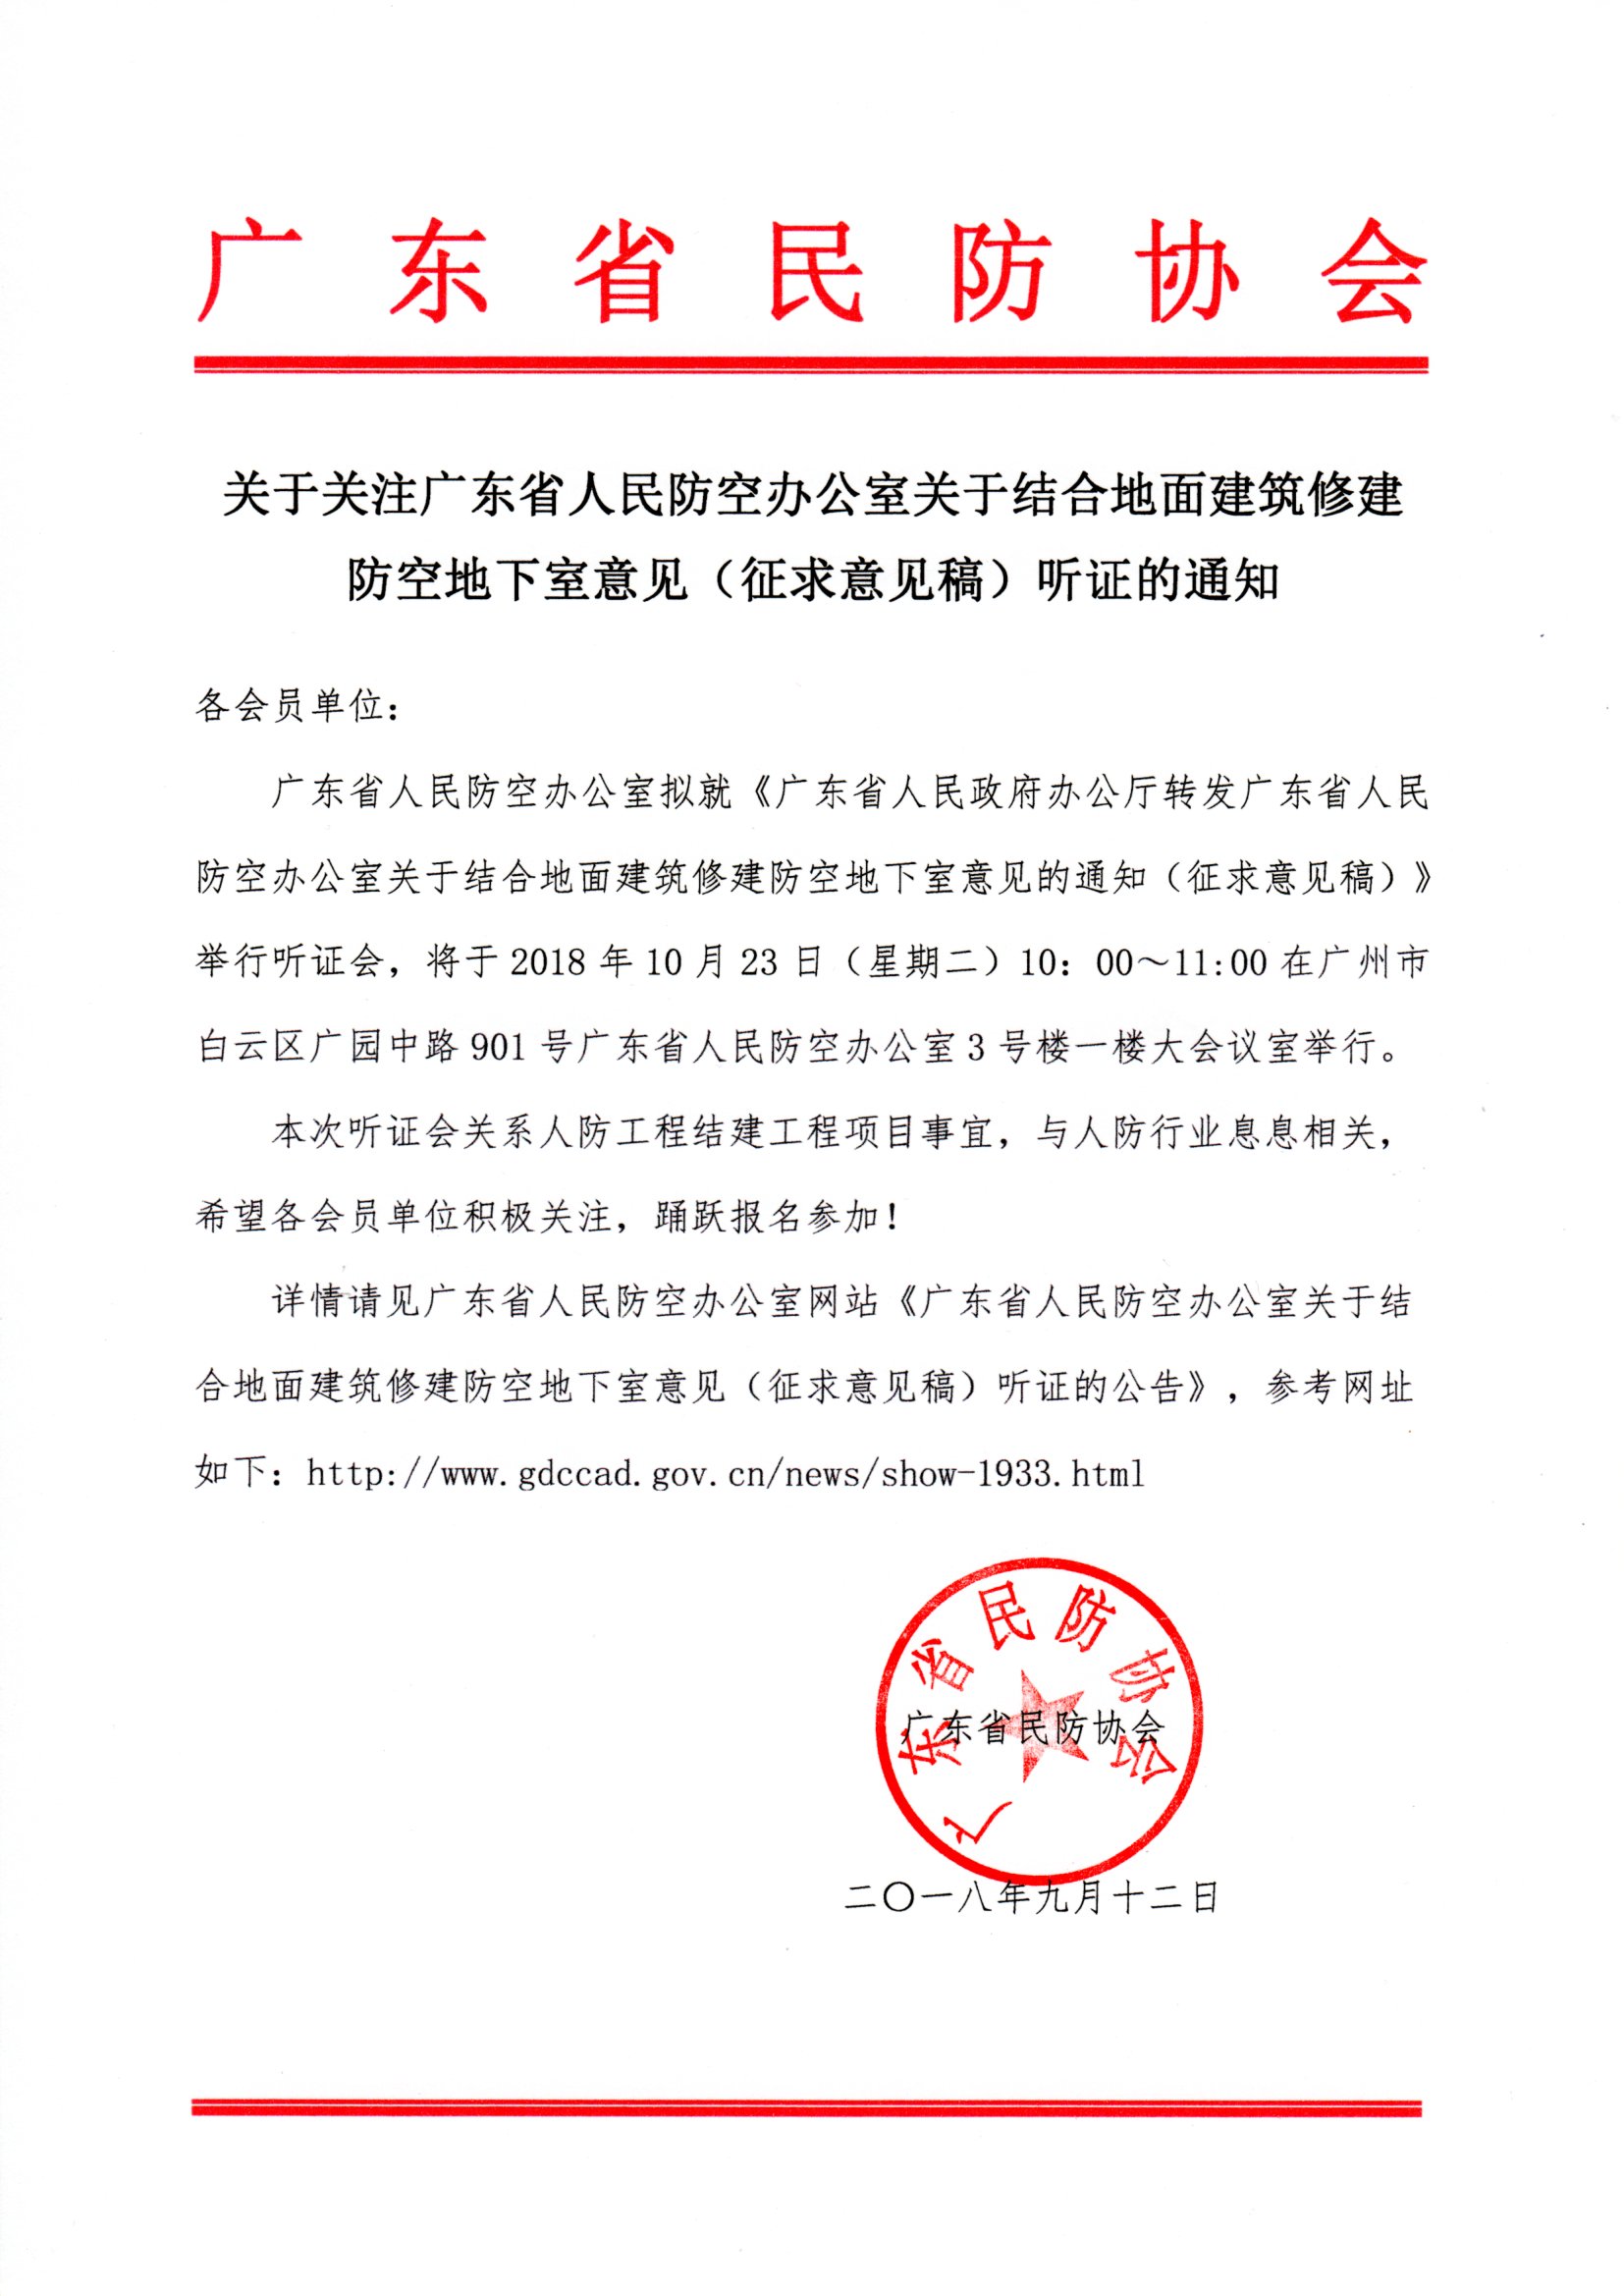 广东省民防协会
关于关注广东省人民防空办公室关于结合地面建筑修建
防空地下室意见（征求意见稿）听证的通知
各会员单位：
广东省人民防空办公室拟就《广东省人民政府办公厅转发广东省人民
防空办公室关于结合地面建筑修建防空地下室意见的通知（征求意见稿）》
举行听证会，将于2018年10月23日（星期二）10：00～11:00在广州市
白云区广园中路901号广东省人民防空办公室3号楼一楼大会议室举行。
本次听证会关系人防工程结建工程项目事宜，与人防行业息息相关，
希望各会员单位积极关注，踊跃报名参加！
详情请见广东省人民防空办公室网站《广东省人民防空办公室关于结
合地面建筑修建防空地下室意见（征求意见稿）听证的公告》，参考网址
如下：http://www.gdccad.gov.cn/news/show-1933.html
广东省民防协会
广东省民防协会
二〇一八年九月十二日